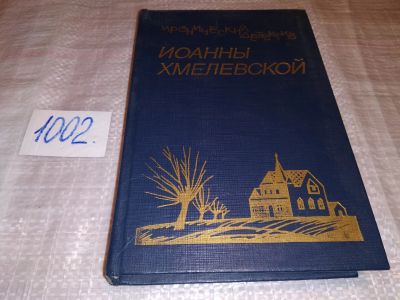 ИРОНИЧЕСКИЙ ДЕТЕКТИВ
ИОАННЫ
ХМЕЛЕВСКОЙ
1002.